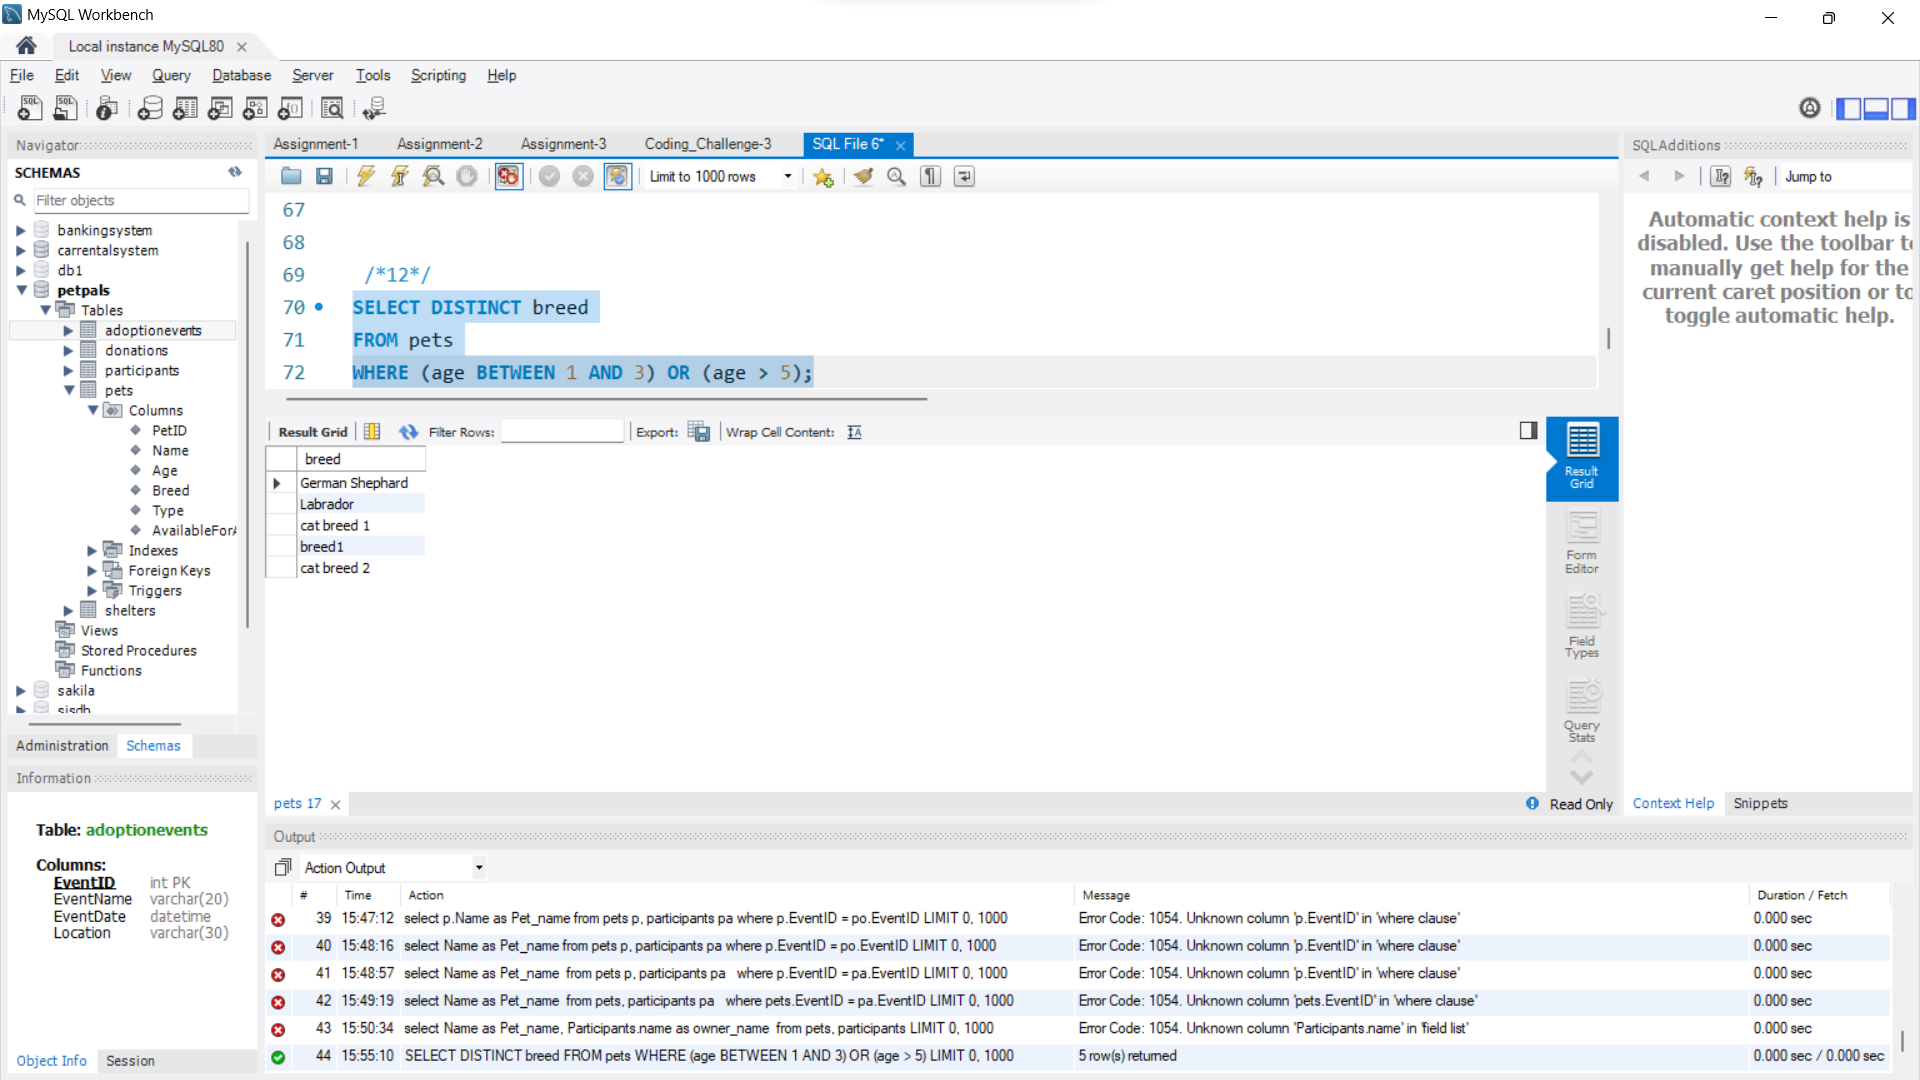 MySQL Workbench
Local instance MySQL80
File Edit View Query Database Server Tools Scripting Help
Navigator
SCHEMAS
Filter objects
bankingsystem
carrentalsystem
db1
petpals
Tables
adoptionevents
donations
participants
pets
Columns
PetID
Name
Age
Breed
Type
AvailableForA
Indexes
Foreign Keys
Triggers
shelters
Views
Stored Procedures
Functions
sakila
sisdb
Administration Schemas
Information
Table: adoptionevents
Columns:
EventID int PK
EventName varchar(20)
EventDate datetime
Location varchar(30)
Object Info Session
Assignment-1 Assignment-2 Assignment-3 Coding_Challenge-3 SQL File 6*
Limit to 1000 rows
67
68
69 /*12*/
70 SELECT DISTINCT breed
71 FROM pets
72 WHERE (age BETWEEN 1 AND 3) OR (age > 5);
Result Grid Filter Rows: Export: Wrap Cell Content:
breed
German Shephard
Labrador
cat breed 1
breed1
cat breed 2
Result Grid
Form Editor
Field Types
Query Stats
pets 17 Read Only
SQLAdditions
Jump to
Automatic context help is
disabled. Use the toolbar to
manually get help for the
current caret position or to
toggle automatic help.
Context Help Snippets
Output
Action Output
# Time Action Message Duration / Fetch
39 15:47:12 select p.Name as Pet_name from pets p, participants pa where p.EventID = po.EventID LIMIT 0, 1000 Error Code: 1054. Unknown column 'p.EventID' in 'where clause' 0.000 sec
40 15:48:16 select Name as Pet_name from pets p, participants pa where p.EventID = po.EventID LIMIT 0, 1000 Error Code: 1054. Unknown column 'p.EventID' in 'where clause' 0.000 sec
41 15:48:57 select Name as Pet_name from pets p, participants pa where p.EventID = pa.EventID LIMIT 0, 1000 Error Code: 1054. Unknown column 'p.EventID' in 'where clause' 0.000 sec
42 15:49:19 select Name as Pet_name from pets, participants pa where pets.EventID = pa.EventID LIMIT 0, 1000 Error Code: 1054. Unknown column 'pets.EventID' in 'where clause' 0.000 sec
43 15:50:34 select Name as Pet_name, Participants.name as owner_name from pets, participants LIMIT 0, 1000 Error Code: 1054. Unknown column 'Participants.name' in 'field list' 0.000 sec
44 15:55:10 SELECT DISTINCT breed FROM pets WHERE (age BETWEEN 1 AND 3) OR (age > 5) LIMIT 0, 1000 5 row(s) returned 0.000 sec / 0.000 sec